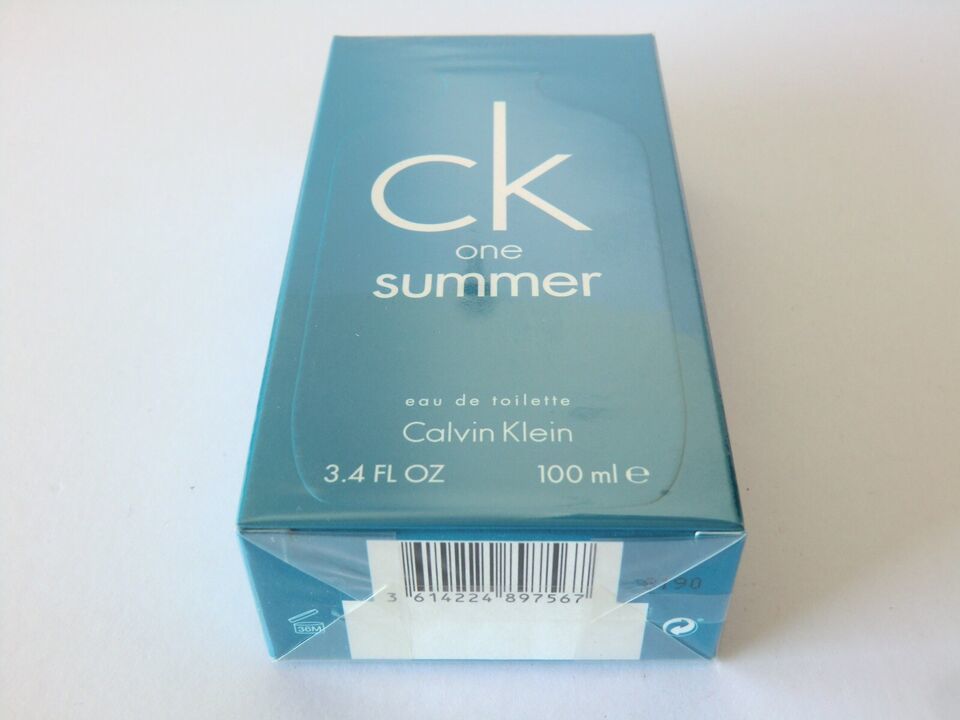 ck
one
summer
eau de toilette
Calvin Klein
3.4 FL OZ 100 ml ℮
3 614224 897567
36M